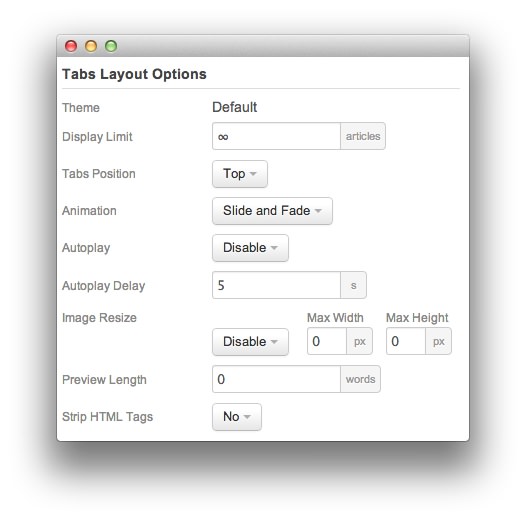 Tabs Layout Options
Theme Default
Display Limit ∞ articles
Tabs Position Top
Animation Slide and Fade
Autoplay Disable
Autoplay Delay 5 s
Image Resize Max Width Max Height
Disable 0 px 0 px
Preview Length 0 words
Strip HTML Tags No